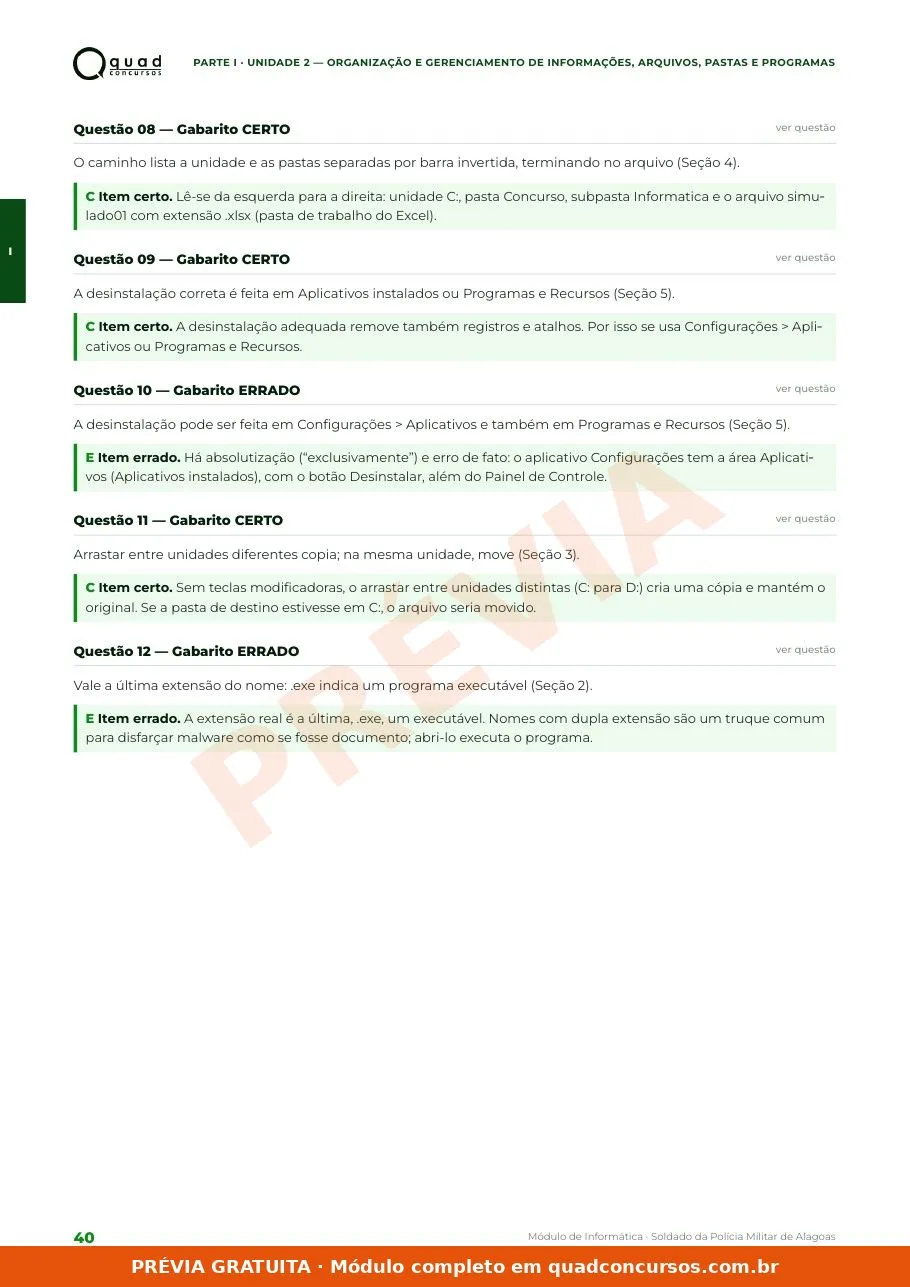 quad
concursos
PARTE I · UNIDADE 2 — ORGANIZAÇÃO E GERENCIAMENTO DE INFORMAÇÕES, ARQUIVOS, PASTAS E PROGRAMAS
Questão 08 — Gabarito CERTO
ver questão
O caminho lista a unidade e as pastas separadas por barra invertida, terminando no arquivo (Seção 4).
C Item certo. Lê-se da esquerda para a direita: unidade C:, pasta Concurso, subpasta Informatica e o arquivo simu-
lado01 com extensão .xlsx (pasta de trabalho do Excel).
I
Questão 09 — Gabarito CERTO
ver questão
A desinstalação correta é feita em Aplicativos instalados ou Programas e Recursos (Seção 5).
C Item certo. A desinstalação adequada remove também registros e atalhos. Por isso se usa Configurações > Apli-
cativos ou Programas e Recursos.
Questão 10 — Gabarito ERRADO
ver questão
A desinstalação pode ser feita em Configurações > Aplicativos e também em Programas e Recursos (Seção 5).
E Item errado. Há absolutização (“exclusivamente”) e erro de fato: o aplicativo Configurações tem a área Aplicati-
vos (Aplicativos instalados), com o botão Desinstalar, além do Painel de Controle.
Questão 11 — Gabarito CERTO
ver questão
Arrastar entre unidades diferentes copia; na mesma unidade, move (Seção 3).
C Item certo. Sem teclas modificadoras, o arrastar entre unidades distintas (C: para D:) cria uma cópia e mantém o
original. Se a pasta de destino estivesse em C:, o arquivo seria movido.
Questão 12 — Gabarito ERRADO
ver questão
Vale a última extensão do nome: .exe indica um programa executável (Seção 2).
E Item errado. A extensão real é a última, .exe, um executável. Nomes com dupla extensão são um truque comum
para disfarçar malware como se fosse documento; abri-lo executa o programa.
PRÉVIA
40
Módulo de Informática · Soldado da Polícia Militar de Alagoas
PRÉVIA GRATUITA · Módulo completo em quadconcursos.com.br